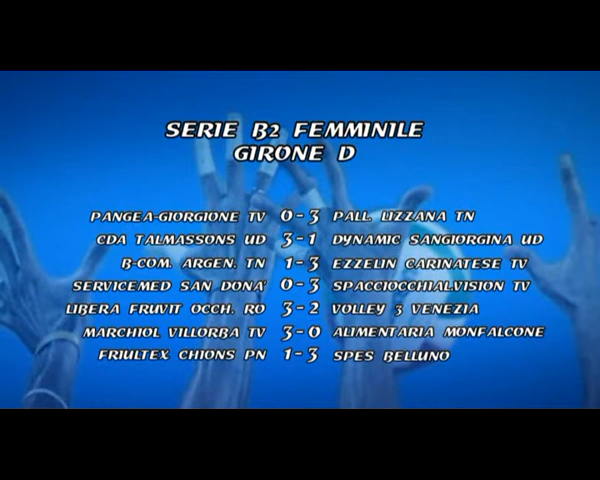 SERIE B2 FEMMINILE
GIRONE D
PANGEA-GIORGIONE TV 0-3 PALL. LIZZANA TN
CDA TALMASSONS UD 3-1 DYNAMIC SANGIORGINA UD
B-COM. ARGEN. TN 1-3 EZZELIN CARINATESE TV
SERVICEMED SAN DONA' 0-3 SPACCIOCCHIALVISION TV
LIBERA FRUVIT OCCH. RO 3-2 VOLLEY 3 VENEZIA
MARCHIOL VILLORBA TV 3-0 ALIMENTARIA MONFALCONE
FRIULTEX CHIONS PN 1-3 SPES BELLUNO